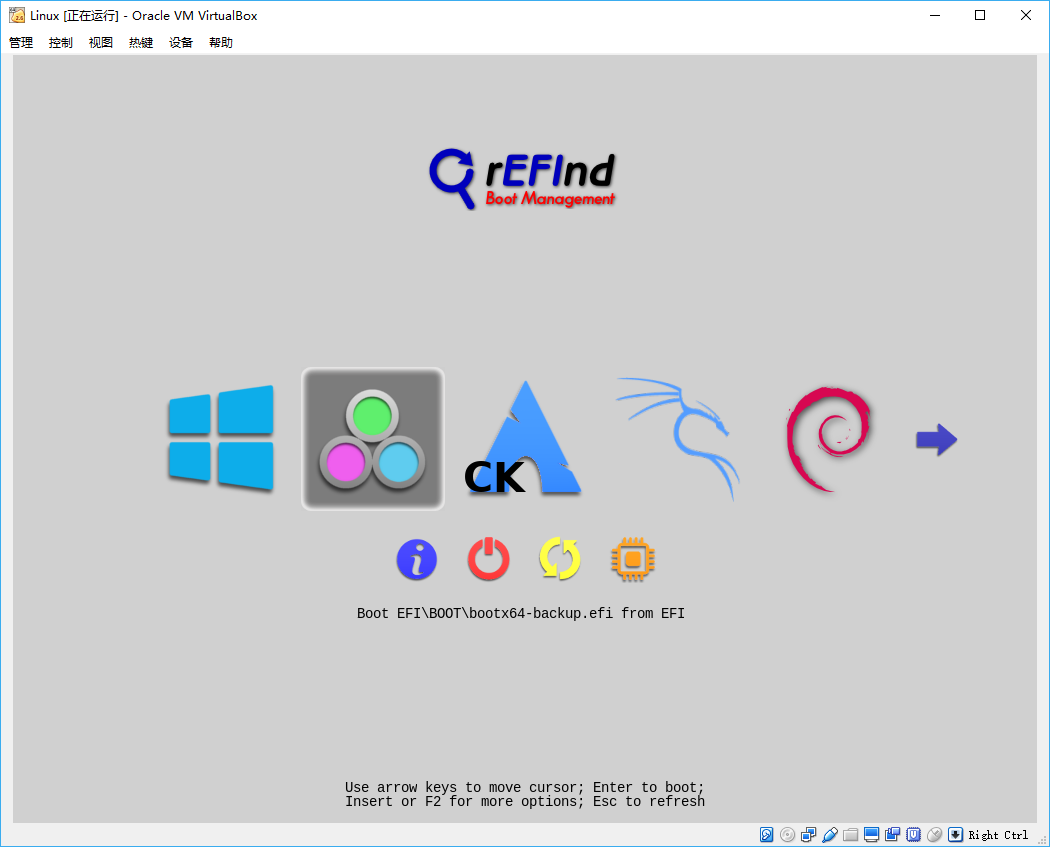 Linux [正在运行] - Oracle VM VirtualBox
管理 控制 视图 热键 设备 帮助
rEFInd
Boot Management
CK
Boot EFI\BOOT\bootx64-backup.efi from EFI
Use arrow keys to move cursor; Enter to boot;
Insert or F2 for more options; Esc to refresh
Right Ctrl